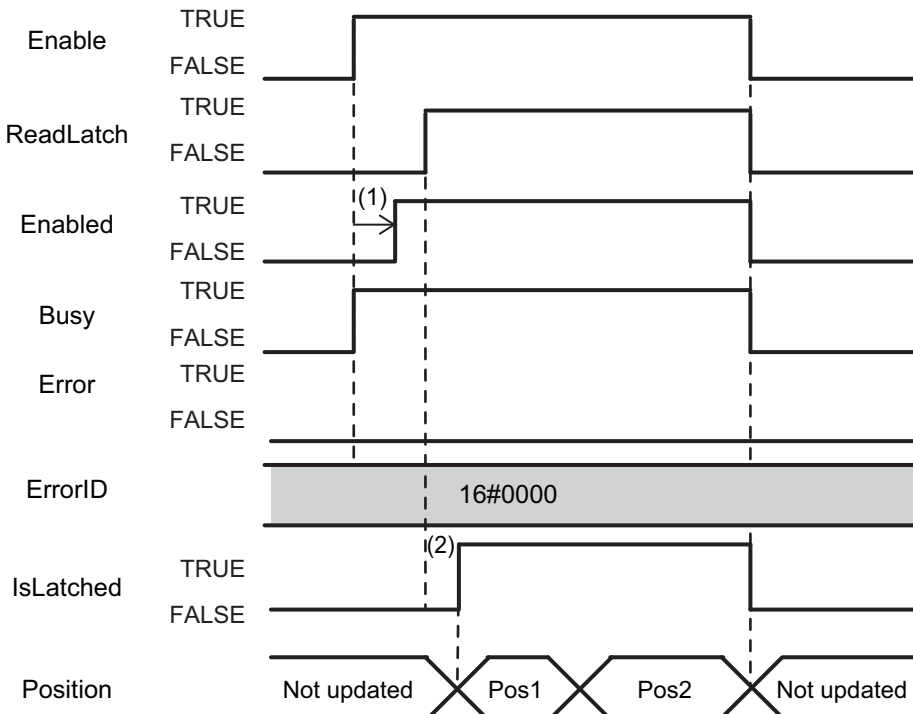 TRUE
Enable
FALSE
TRUE
ReadLatch
FALSE
(1)
TRUE
Enabled
FALSE
TRUE
Busy
FALSE
TRUE
Error
FALSE
ErrorID
16#0000
(2)
TRUE
IsLatched
FALSE
Position
Not updated
Pos1
Pos2
Not updated